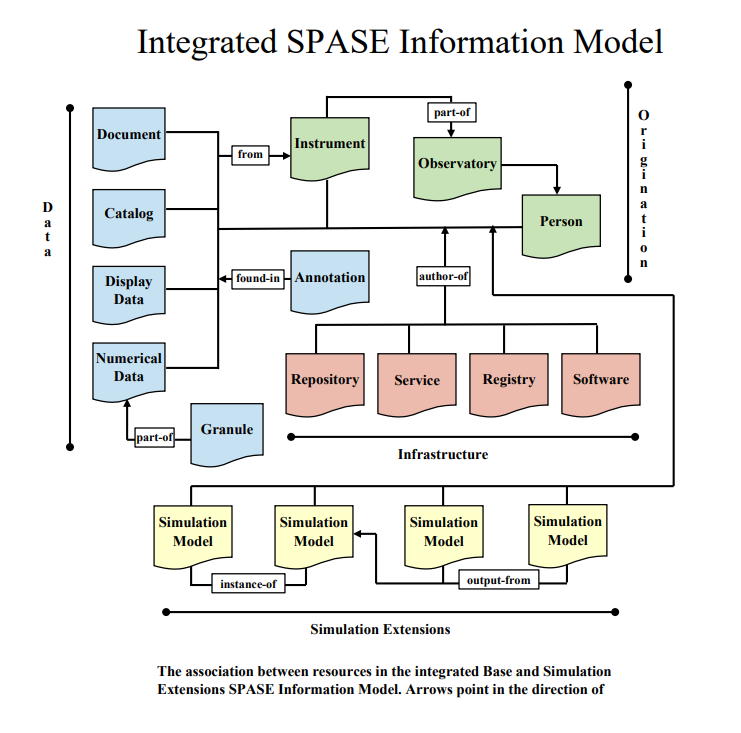 Integrated SPASE Information Model
part-of
Origination
Document
from
Instrument
Observatory
Data
Catalog
Person
Display
Data
found-in
Annotation
author-of
Numerical
Data
Repository
Service
Registry
Software
part-of
Granule
Infrastructure
Simulation
Model
Simulation
Model
Simulation
Model
Simulation
Model
instance-of
output-from
Simulation Extensions
The association between resources in the integrated Base and Simulation
Extensions SPASE Information Model. Arrows point in the direction of